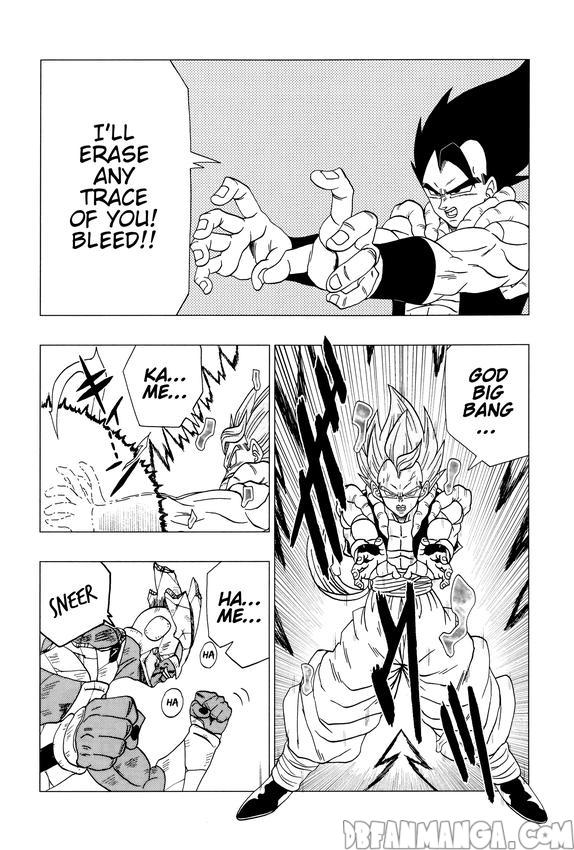 I'LL
ERASE
ANY
TRACE
OF YOU!
BLEED!!
GOD
BIG
BANG
...
KA...
ME...
HA...
ME...
HA
HA
SNEER
DBFANMANGA.COM